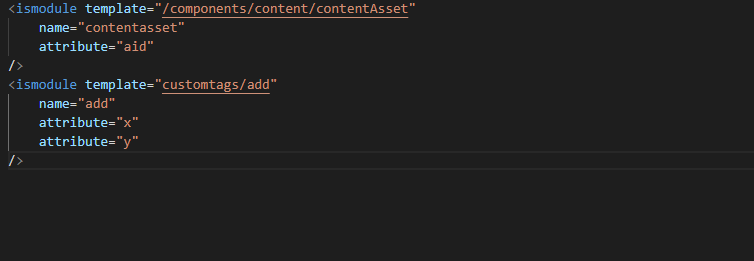 <ismodule template="/components/content/contentAsset"
name="contentasset"
attribute="aid"
/>
<ismodule template="customtags/add"
name="add"
attribute="x"
attribute="y"
/>